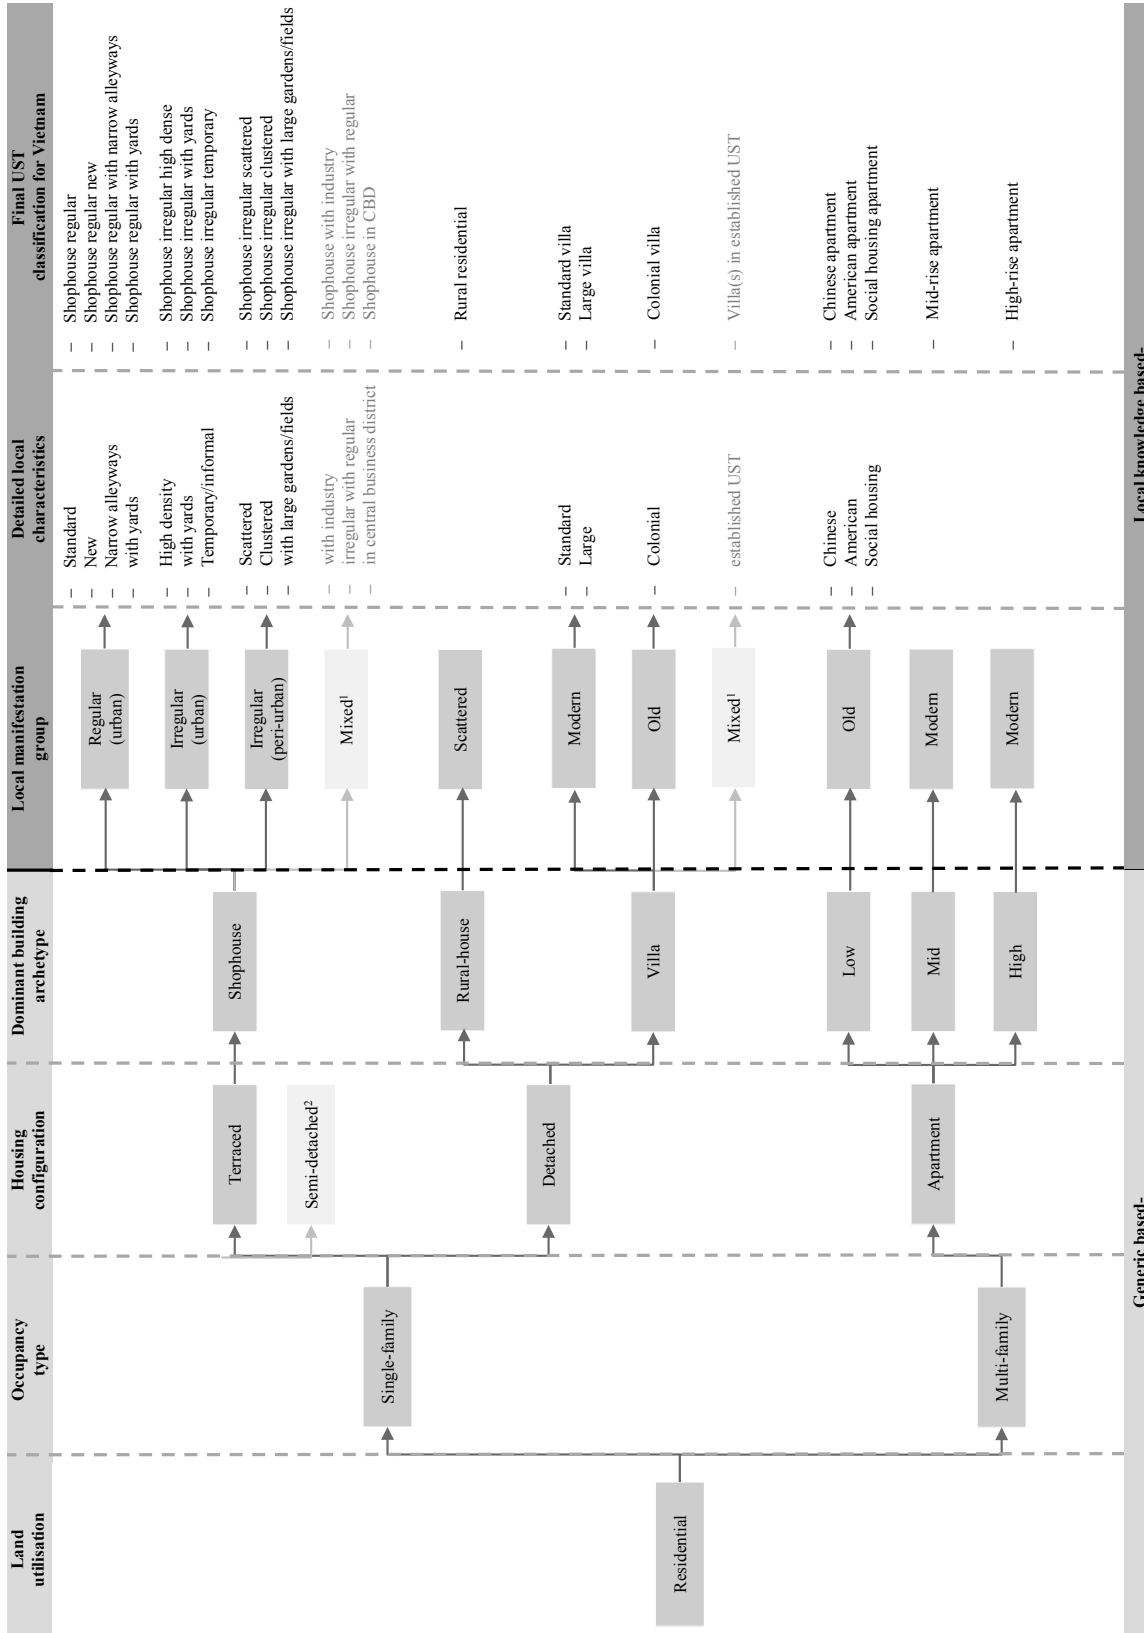 Land
utilisation
Occupancy
type
Housing
configuration
Dominant building
archetype
Local manifestation
group
Detailed local
characteristics
Final UST
classification for Vietnam
Residential
Single-family
Multi-family
Terraced
Semi-detached²
Detached
Apartment
Shophouse
Rural-house
Villa
Low
Mid
High
Regular
(urban)
Irregular
(urban)
Irregular
(peri-urban)
Mixed¹
Scattered
Modern
Old
Mixed¹
Old
Modern
Modern
– Standard
– New
– Narrow alleyways
– with yards
– High density
– with yards
– Temporary/informal
– Scattered
– Clustered
– with large gardens/fields
– with industry
– irregular with regular
– in central business district
– Standard
– Large
– Colonial
– established UST
– Chinese
– American
– Social housing
– Shophouse regular
– Shophouse regular new
– Shophouse regular with narrow alleyways
– Shophouse regular with yards
– Shophouse irregular high dense
– Shophouse irregular with yards
– Shophouse irregular temporary
– Shophouse irregular scattered
– Shophouse irregular clustered
– Shophouse irregular with large gardens/fields
– Shophouse with industry
– Shophouse irregular with regular
– Shophouse in CBD
– Rural residential
– Standard villa
– Large villa
– Colonial villa
– Villa(s) in established UST
– Chinese apartment
– American apartment
– Social housing apartment
– Mid-rise apartment
– High-rise apartment
Generic based-
Local knowledge based-